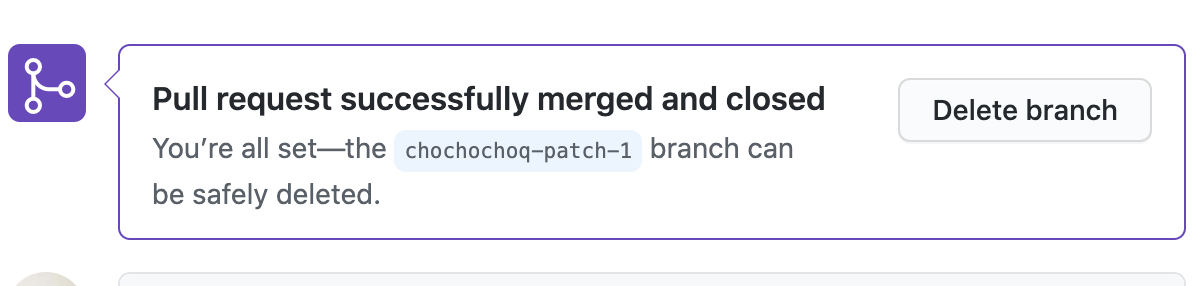 Pull request successfully merged and closed
Delete branch
You’re all set—the chochochoq-patch-1 branch can
be safely deleted.